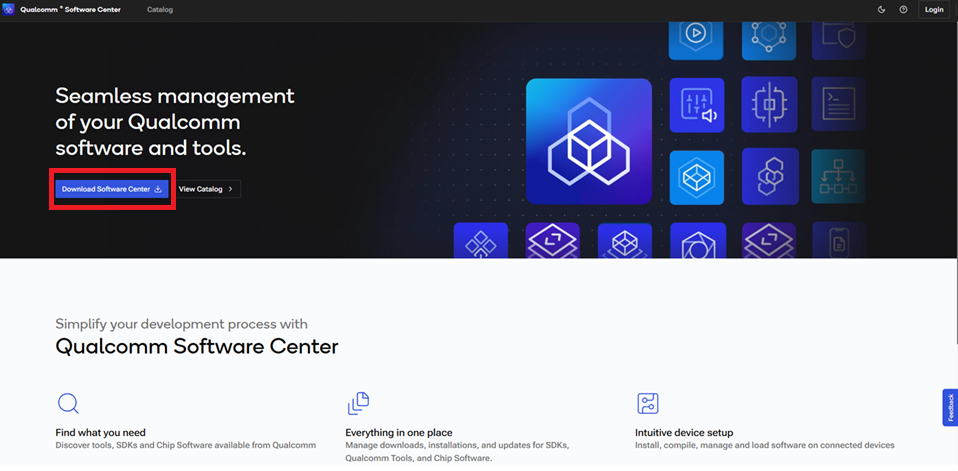 Qualcomm ® Software Center
Catalog
Login
Seamless management
of your Qualcomm
software and tools.
Download Software Center
View Catalog
Simplify your development process with
Qualcomm Software Center
Find what you need
Discover tools, SDKs and Chip Software available from Qualcomm
Everything in one place
Manage downloads, installations, and updates for SDKs,
Qualcomm Tools, and Chip Software.
Intuitive device setup
Install, compile, manage and load software on connected devices
Feedback